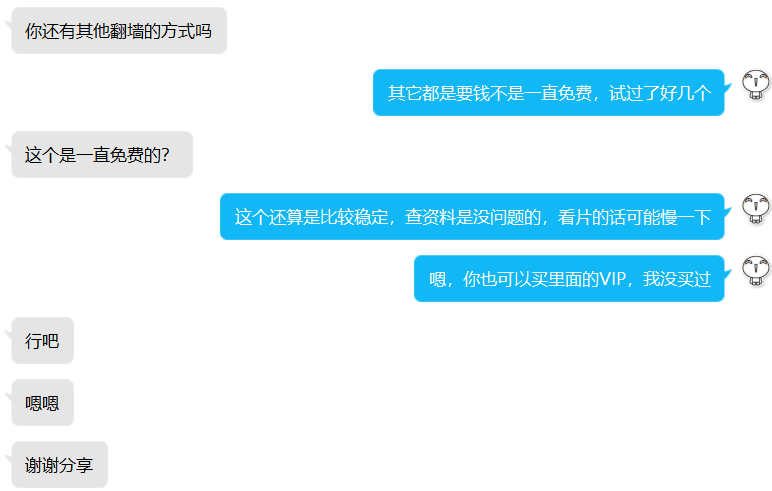 你还有其他翻墙的方式吗
其它都是要钱不是一直免费，试过了好几个
这个是一直免费的？
这个还算是比较稳定，查资料是没问题的，看片的话可能慢一下
嗯，你也可以买里面的VIP，我没买过
行吧
嗯嗯
谢谢分享